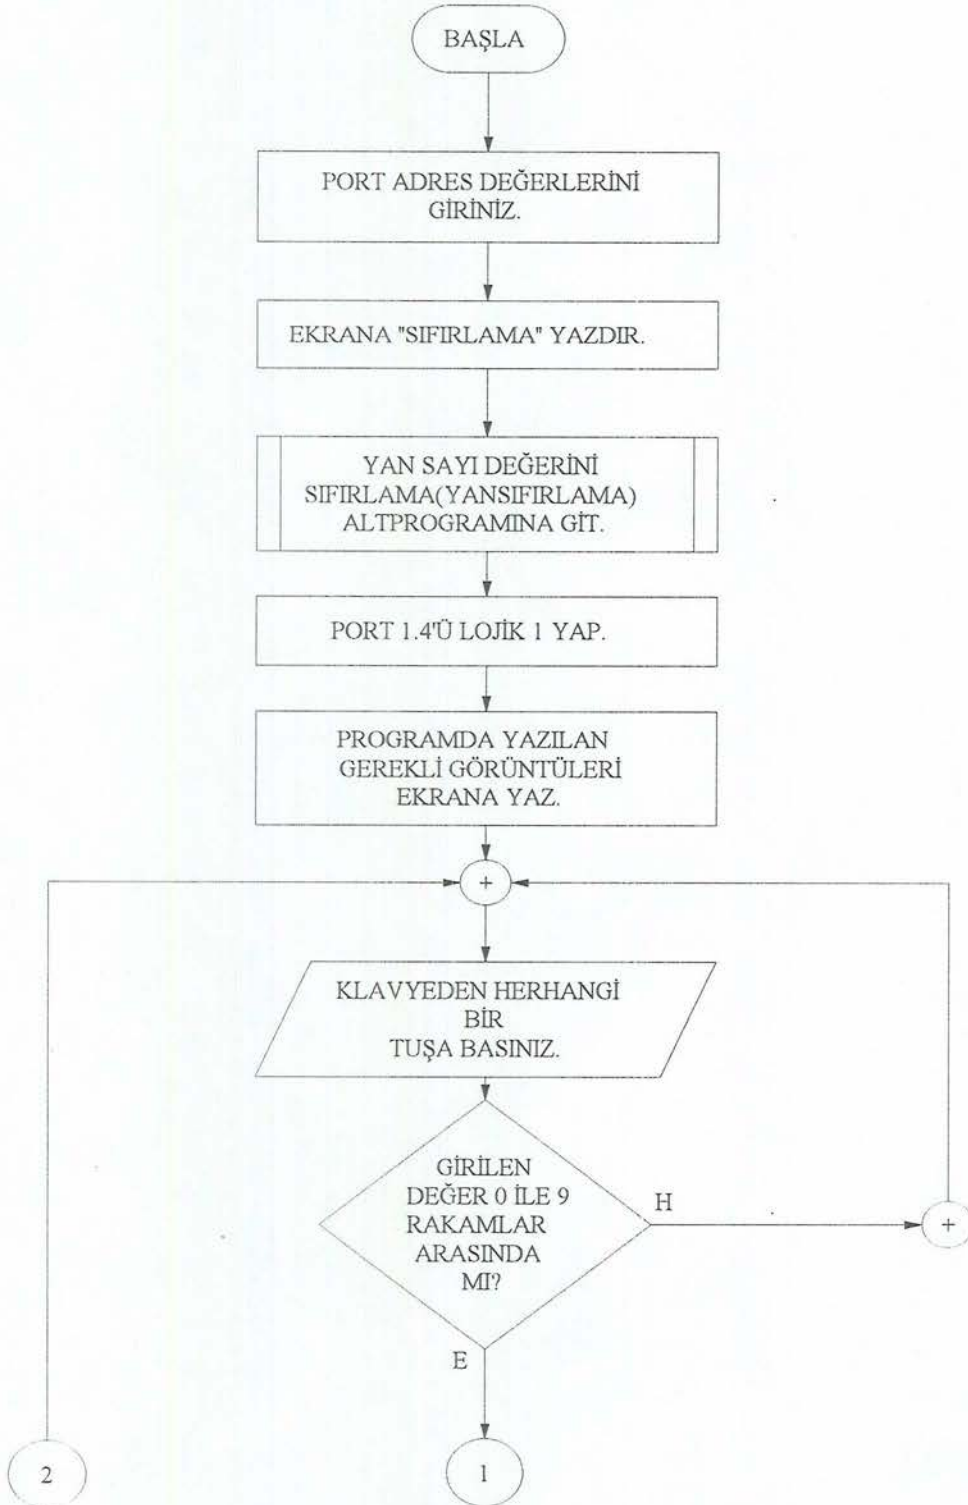 BAŞLA
PORT ADRES DEĞERLERİNİ
GİRİNİZ.
EKRANA "SIFIRLAMA" YAZDIR.
YAN SAYI DEĞERİNİ
SIFIRLAMA(YANSIFIRLAMA)
ALTPROGRAMINA GİT.
PORT 1.4'Ü LOJİK 1 YAP.
PROGRAMDA YAZILAN
GEREKLİ GÖRÜNTÜLERİ
EKRANA YAZ.
+
KLAVYEDEN HERHANGİ
BİR
TUŞA BASINIZ.
GİRİLEN
DEĞER 0 İLE 9
RAKAMLAR
ARASINDA
MI?
H
+
E
2
1